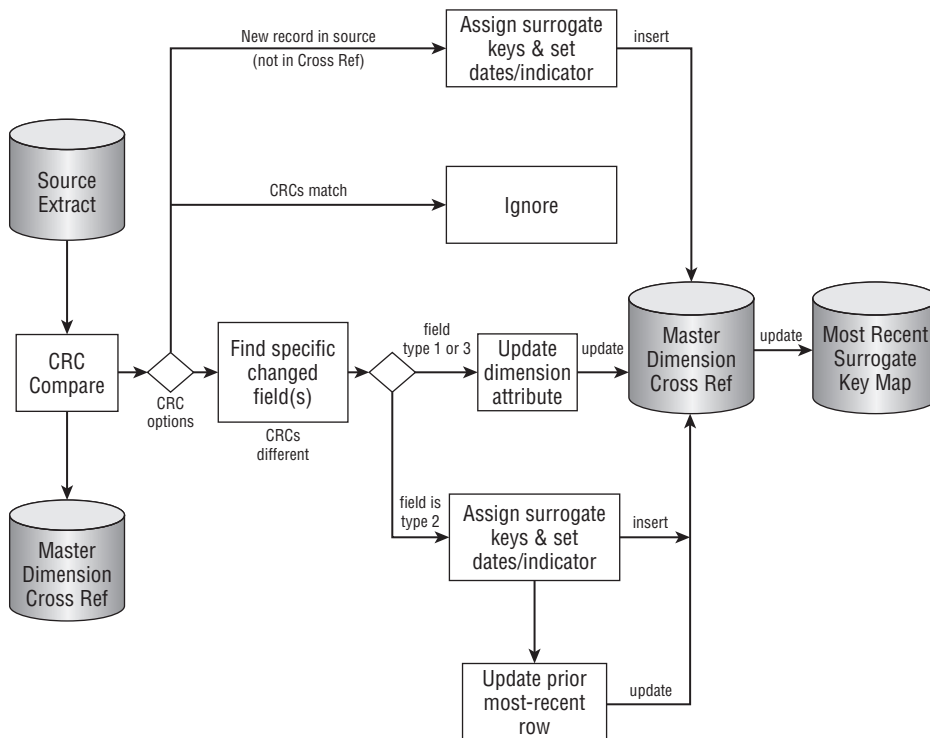 New record in source
(not in Cross Ref)
Assign surrogate
keys & set
dates/indicator
insert
Source
Extract
CRCs match
Ignore
CRC
Compare
CRC
options
Find specific
changed
field(s)
CRCs
different
field
type 1 or 3
Update
dimension
attribute
update
Master
Dimension
Cross Ref
update
Most Recent
Surrogate
Key Map
Master
Dimension
Cross Ref
field is
type 2
Assign surrogate
keys & set
dates/indicator
insert
Update prior
most-recent
row
update